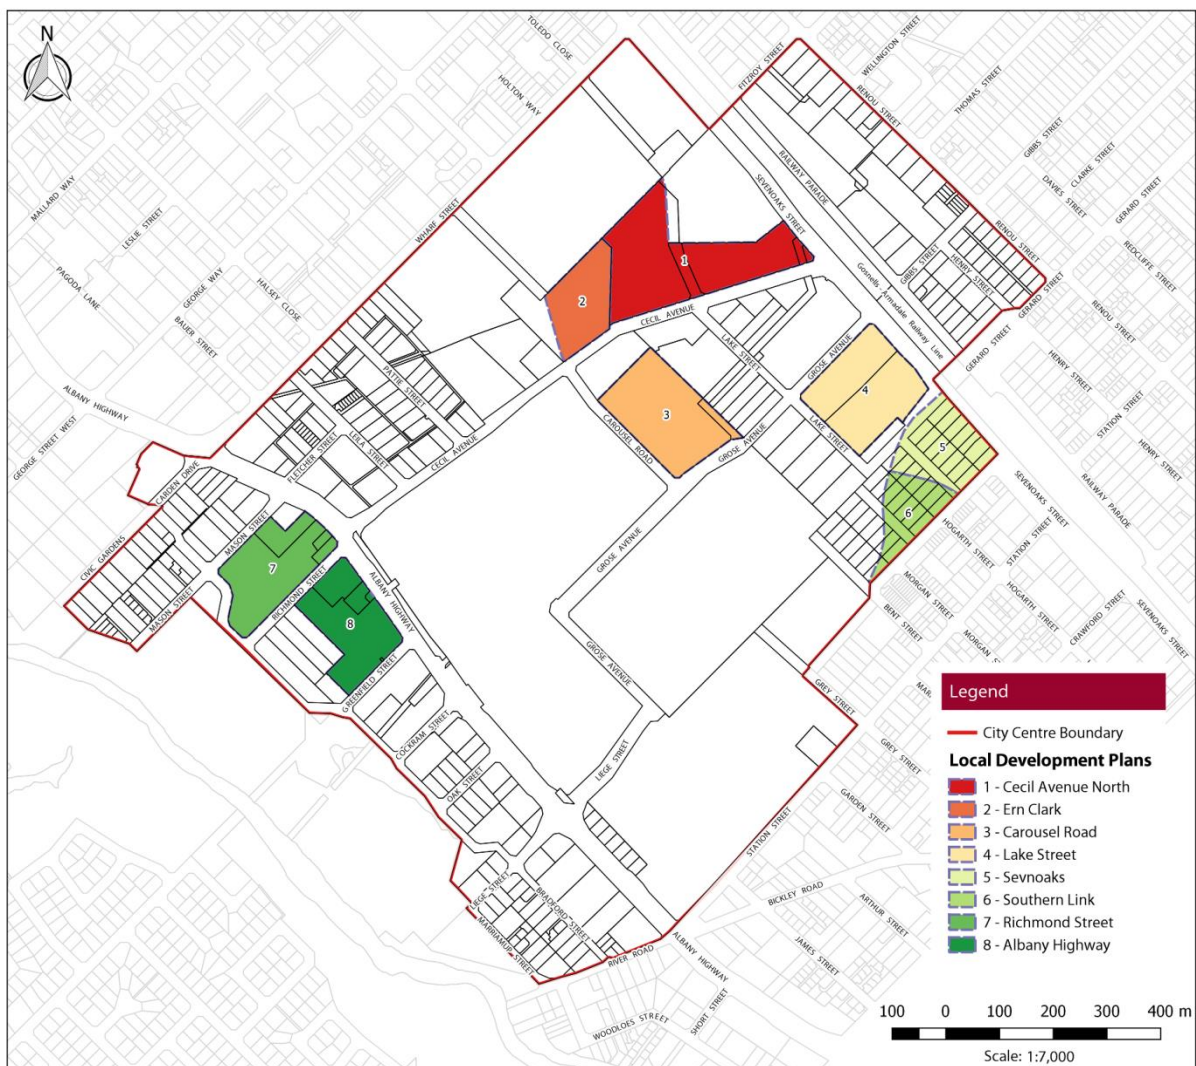 N
TOLEDO CLOSE
HOLTON WAY
FITZROY STREET
WELLINGTON STREET
RENOU STREET
THOMAS STREET
GIBBS STREET
CLARKE STREET
DAVIES STREET
GERARD STREET
REDCLIFFE STREET
RENOU STREET
RAILWAY PARADE
SEVENOAKS STREET
MALLARD WAY
LESLIE STREET
WHARF STREET
PAGODA LANE
GEORGE WAY
HALSEY CLOSE
BAUER STREET
GIBBS STREET
HENRY STREET
GERARD STREET
GERARD STREET
RENOU STREET
Gosnells - Armadale Railway Line
1
2
CECIL AVENUE
LAKE STREET
GROSE AVENUE
HENRY STREET
STATION STREET
HENRY STREET
ALBANY HIGHWAY
GEORGE STREET WEST
PATTIE STREET
LEILA STREET
FLETCHER STREET
CECIL AVENUE
CAROUSEL ROAD
3
GROSE AVENUE
4
LAKE STREET
5
6
SEVENOAKS STREET
RAILWAY PARADE
CARDEN DRIVE
CIVIC GARDENS
MASON STREET
MASON STREET
7
RICHMOND STREET
8
ALBANY HIGHWAY
GROSE AVENUE
HOGARTH STREET
STATION STREET
MORGAN STREET
HOGARTH STREET
BENT STREET
MORGAN
CRAWFORD STREET
SEVENOAKS STREET
GREENFIELD STREET
GROSE AVENUE
GREY STREET
COCKRAM STREET
OAK STREET
LIEGE STREET
GREY STREET
GARDEN STREET
STATION STREET
BICKLEY ROAD
ARTHUR STREET
LIEGE STREET
BRADFORD STREET
MARRIAMUP STREET
RIVER ROAD
ALBANY HIGHWAY
JAMES STREET
SHORT STREET
WOODLOES STREET
Legend
City Centre Boundary
Local Development Plans
1 - Cecil Avenue North
2 - Ern Clark
3 - Carousel Road
4 - Lake Street
5 - Sevnoaks
6 - Southern Link
7 - Richmond Street
8 - Albany Highway
100 0 100 200 300 400 m
Scale: 1:7,000